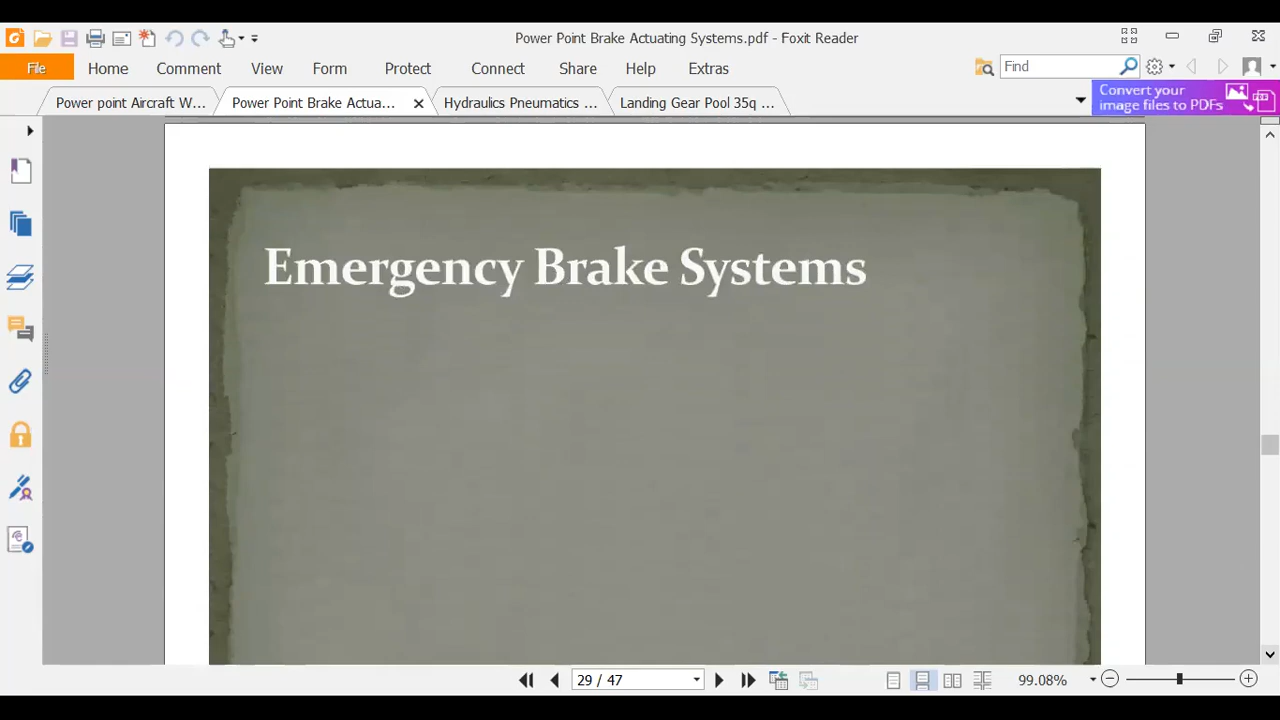 Power Point Brake Actuating Systems.pdf - Foxit Reader
File Home Comment View Form Protect Connect Share Help Extras
Find
Power point Aircraft W...
Power Point Brake Actua...
Hydraulics Pneumatics ...
Landing Gear Pool 35q ...
Convert your
image files to PDFs
Emergency Brake Systems
29 / 47
99.08%